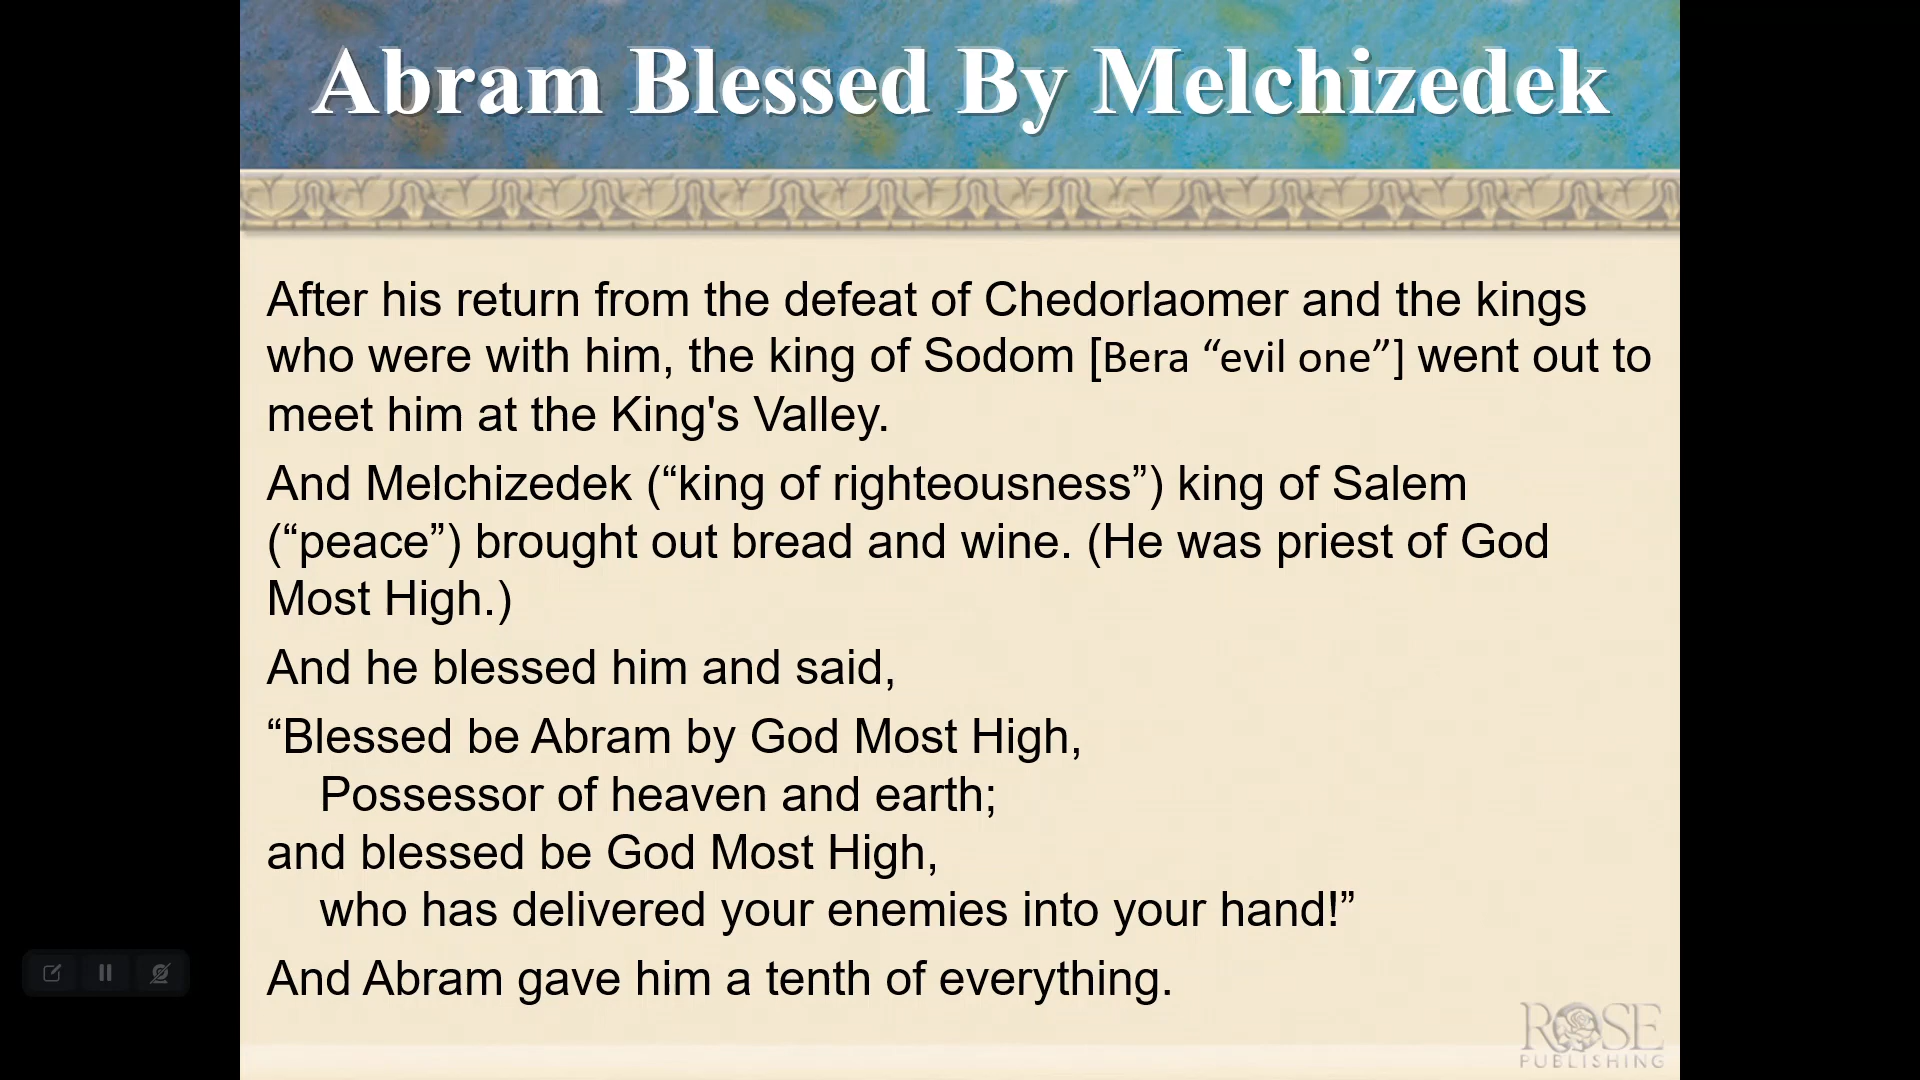 Abram Blessed By Melchizedek
After his return from the defeat of Chedorlaomer and the kings
who were with him, the king of Sodom [Bera “evil one”] went out to
meet him at the King's Valley.
And Melchizedek (“king of righteousness”) king of Salem
(“peace”) brought out bread and wine. (He was priest of God
Most High.)
And he blessed him and said,
“Blessed be Abram by God Most High,
Possessor of heaven and earth;
and blessed be God Most High,
who has delivered your enemies into your hand!”
And Abram gave him a tenth of everything.
ROSE
PUBLISHING